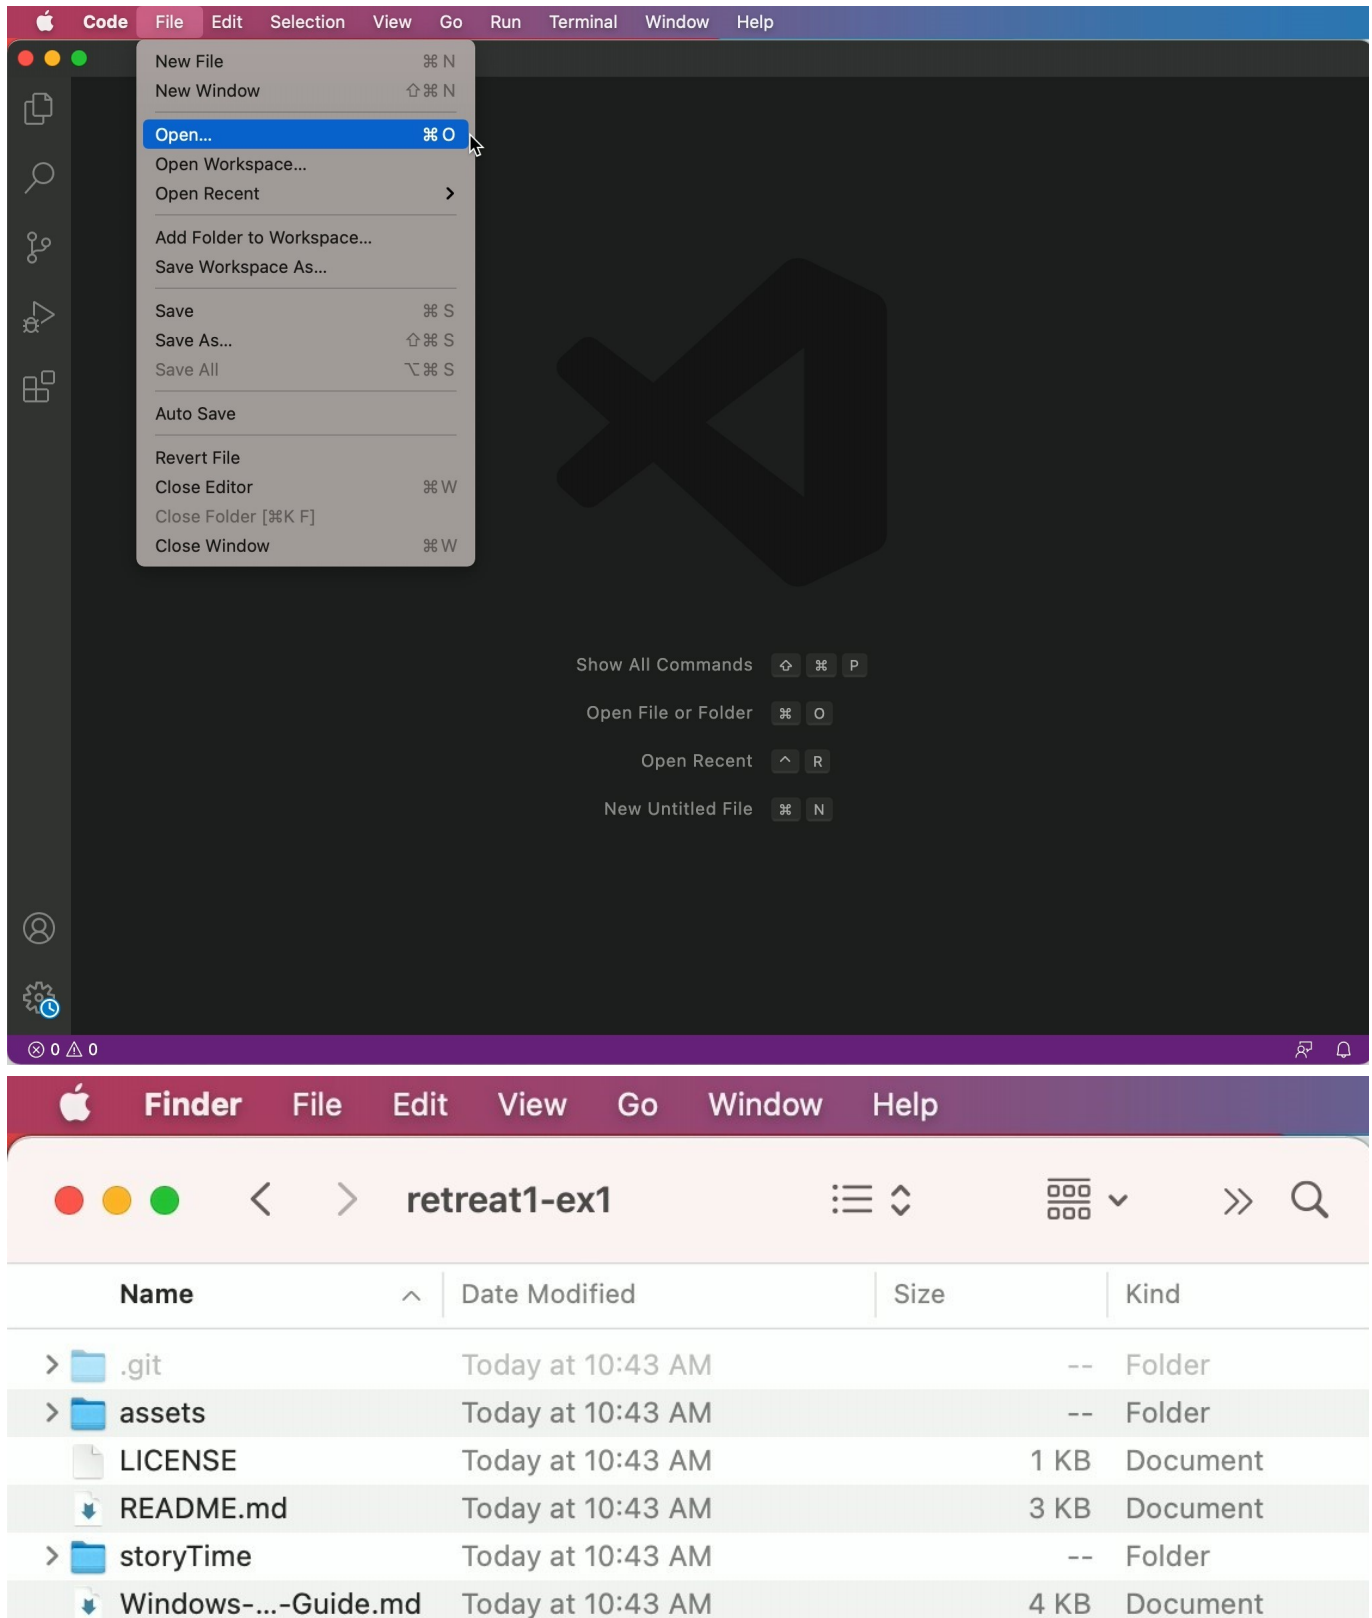 Code File Edit Selection View Go Run Terminal Window Help
New File ⌘ N
New Window ⇧⌘ N
Open... ⌘ O
Open Workspace...
Open Recent
Add Folder to Workspace...
Save Workspace As...
Save ⌘ S
Save As... ⇧⌘ S
Save All ⌥⌘ S
Auto Save
Revert File
Close Editor ⌘ W
Close Folder [⌘K F]
Close Window ⌘ W
Show All Commands ⇧ ⌘ P
Open File or Folder ⌘ O
Open Recent ^ R
New Untitled File ⌘ N
0 0
Finder File Edit View Go Window Help
retreat1-ex1
Name Date Modified Size Kind
.git Today at 10:43 AM -- Folder
assets Today at 10:43 AM -- Folder
LICENSE Today at 10:43 AM 1 KB Document
README.md Today at 10:43 AM 3 KB Document
storyTime Today at 10:43 AM -- Folder
Windows-...-Guide.md Today at 10:43 AM 4 KB Document